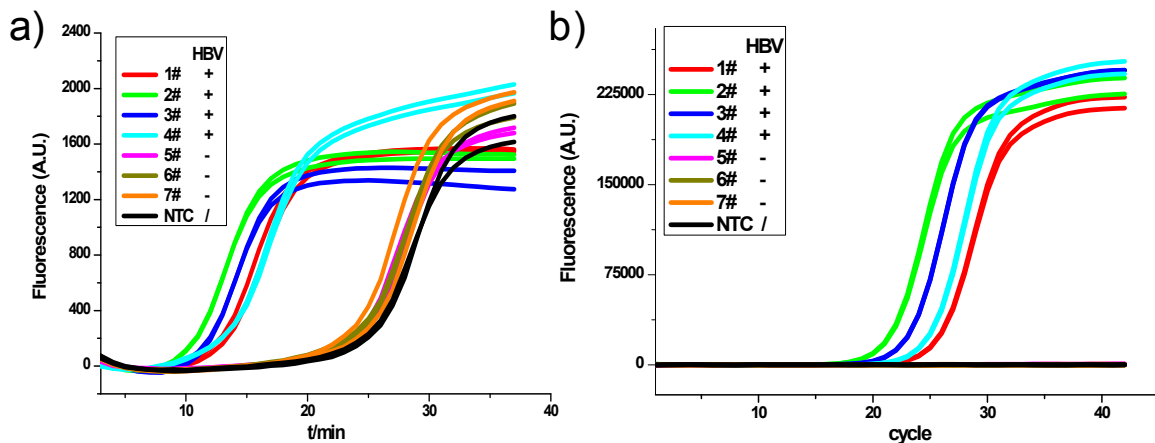 a)
2400
2000
1600
1200
800
400
0
Fluorescence (A.U.)
HBV
1# +
2# +
3# +
4# +
5# -
6# -
7# -
NTC /
10 20 30 40
t/min
b)
225000
150000
75000
0
Fluorescence (A.U.)
HBV
1# +
2# +
3# +
4# +
5# -
6# -
7# -
NTC /
10 20 30 40
cycle